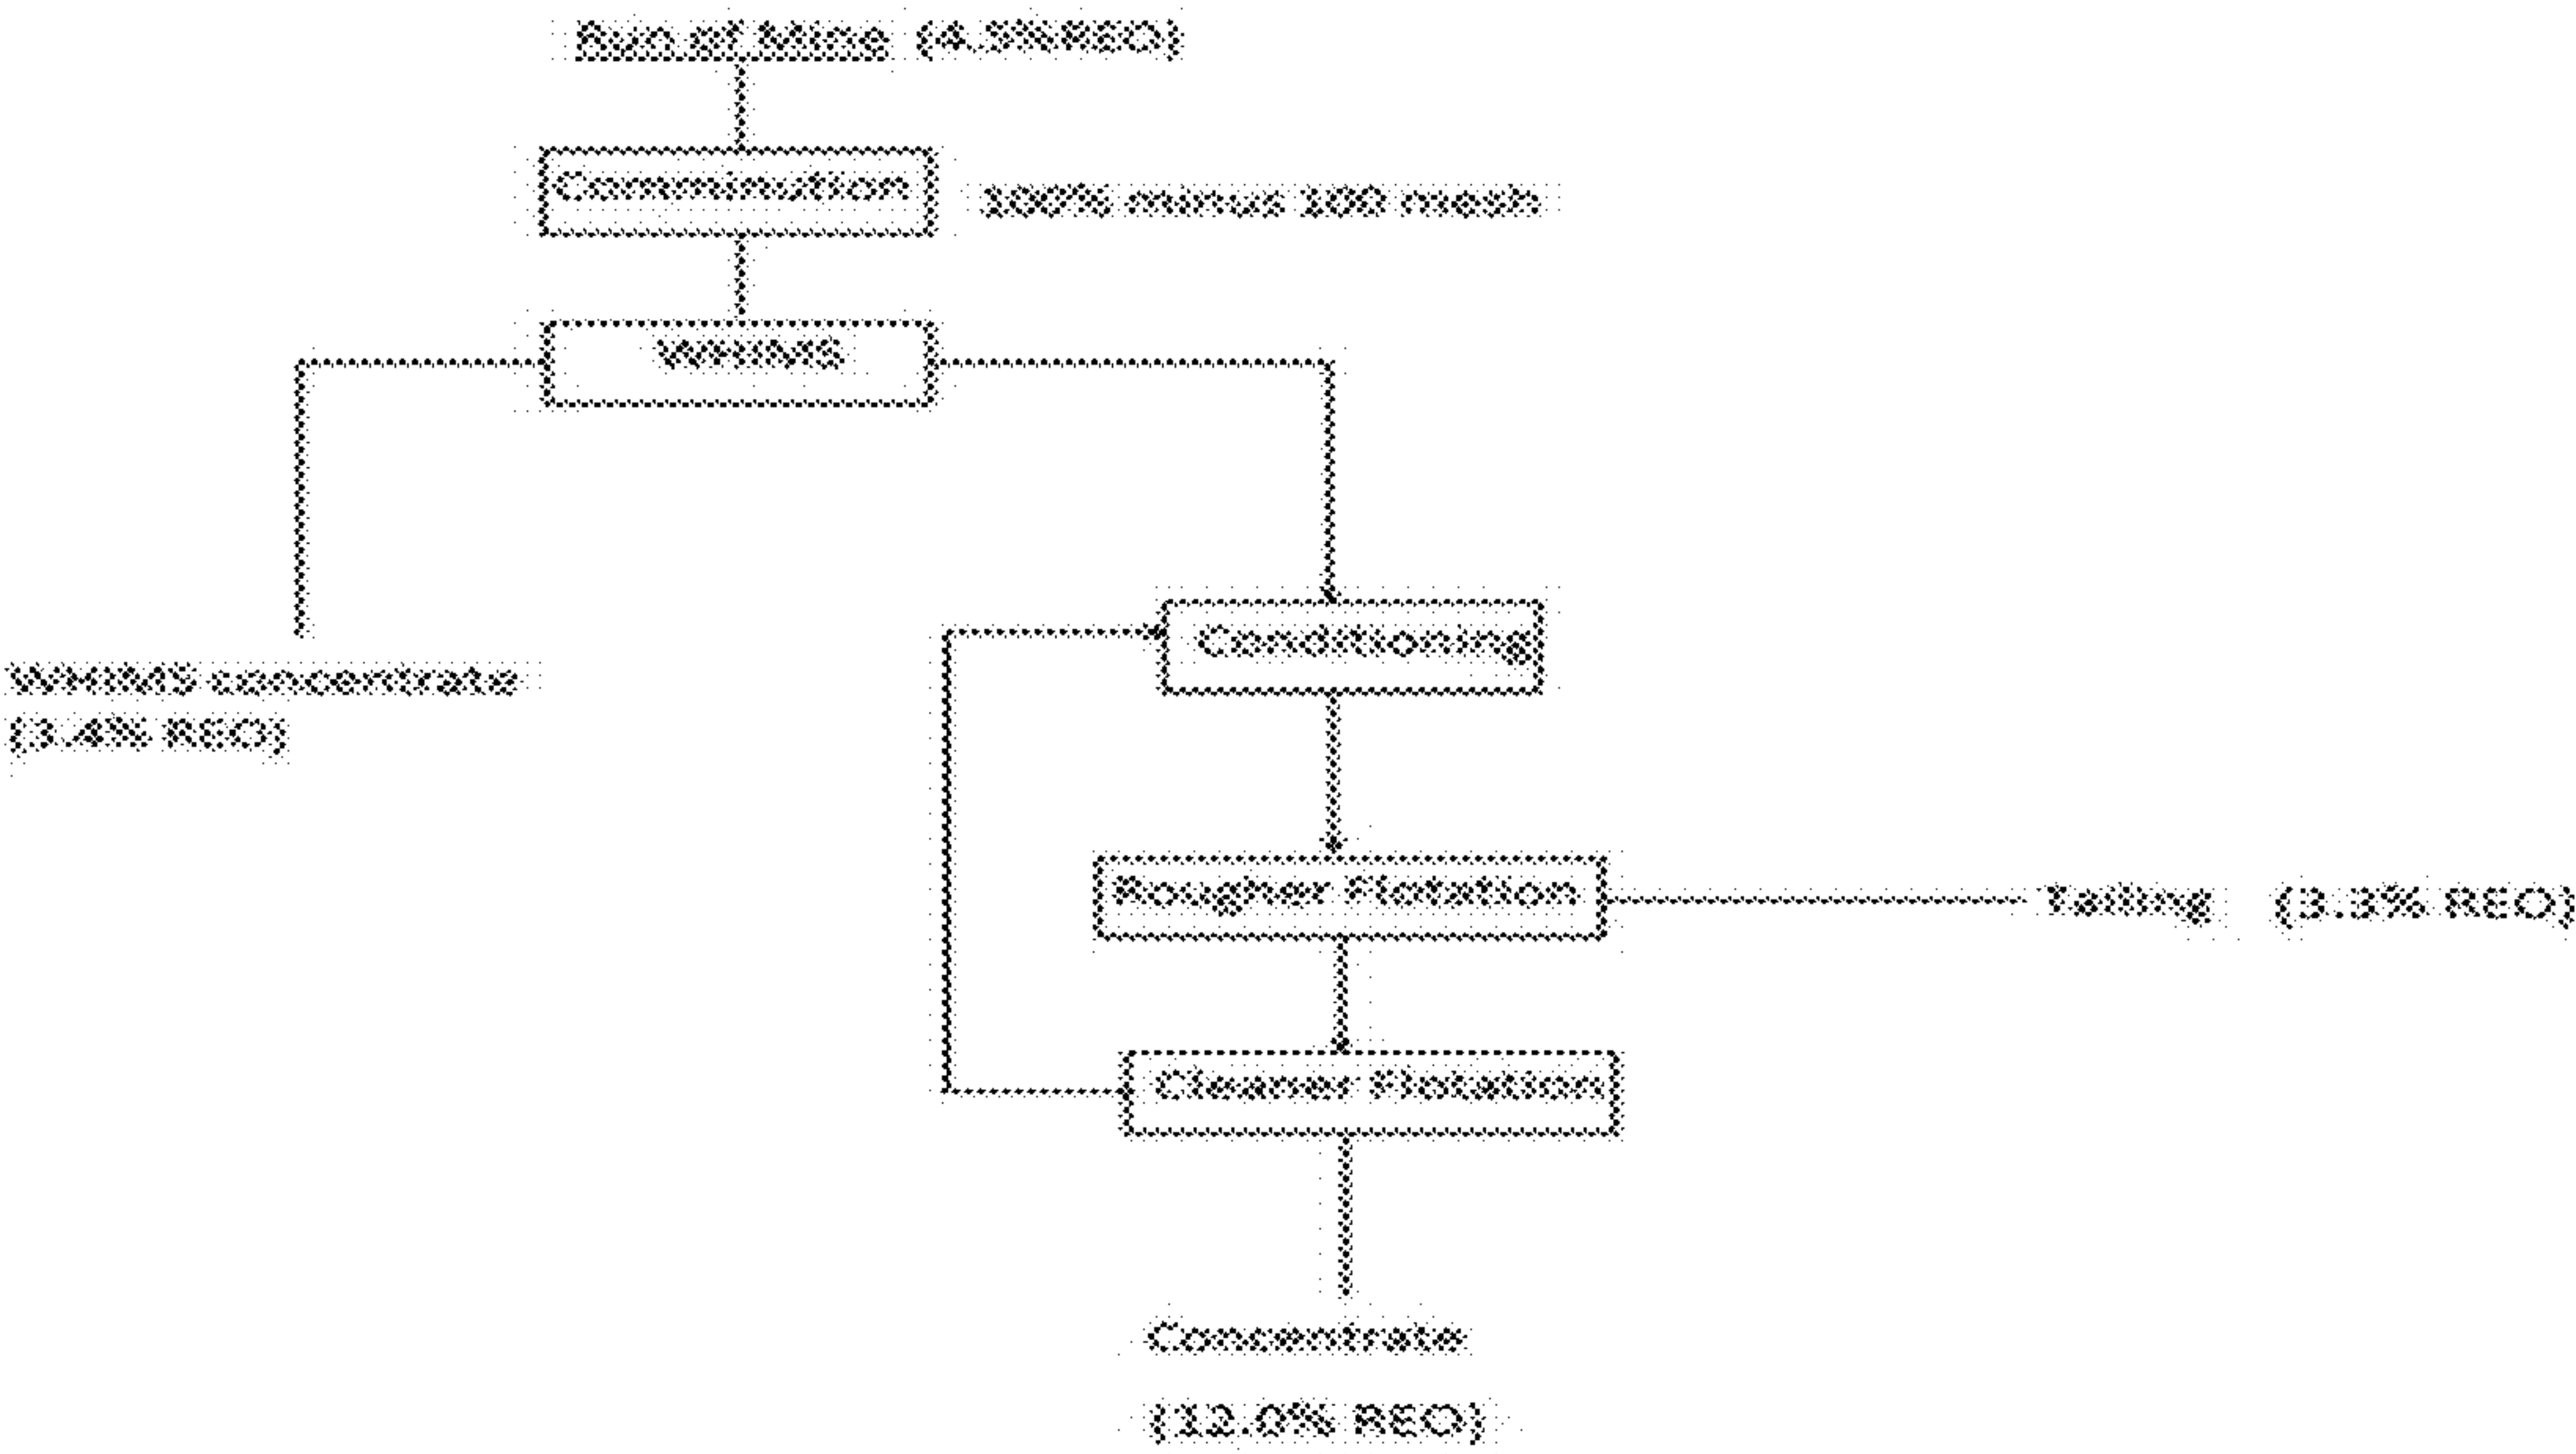 Run of Mine (4.5%REO)
Comminution
100% minus 100 mesh
WHIMS
Conditioning
WHIMS concentrate
(3.4% REO)
Rougher Flotation
Tailing (3.3% REO)
Cleaner Flotation
Concentrate
(12.0% REO)